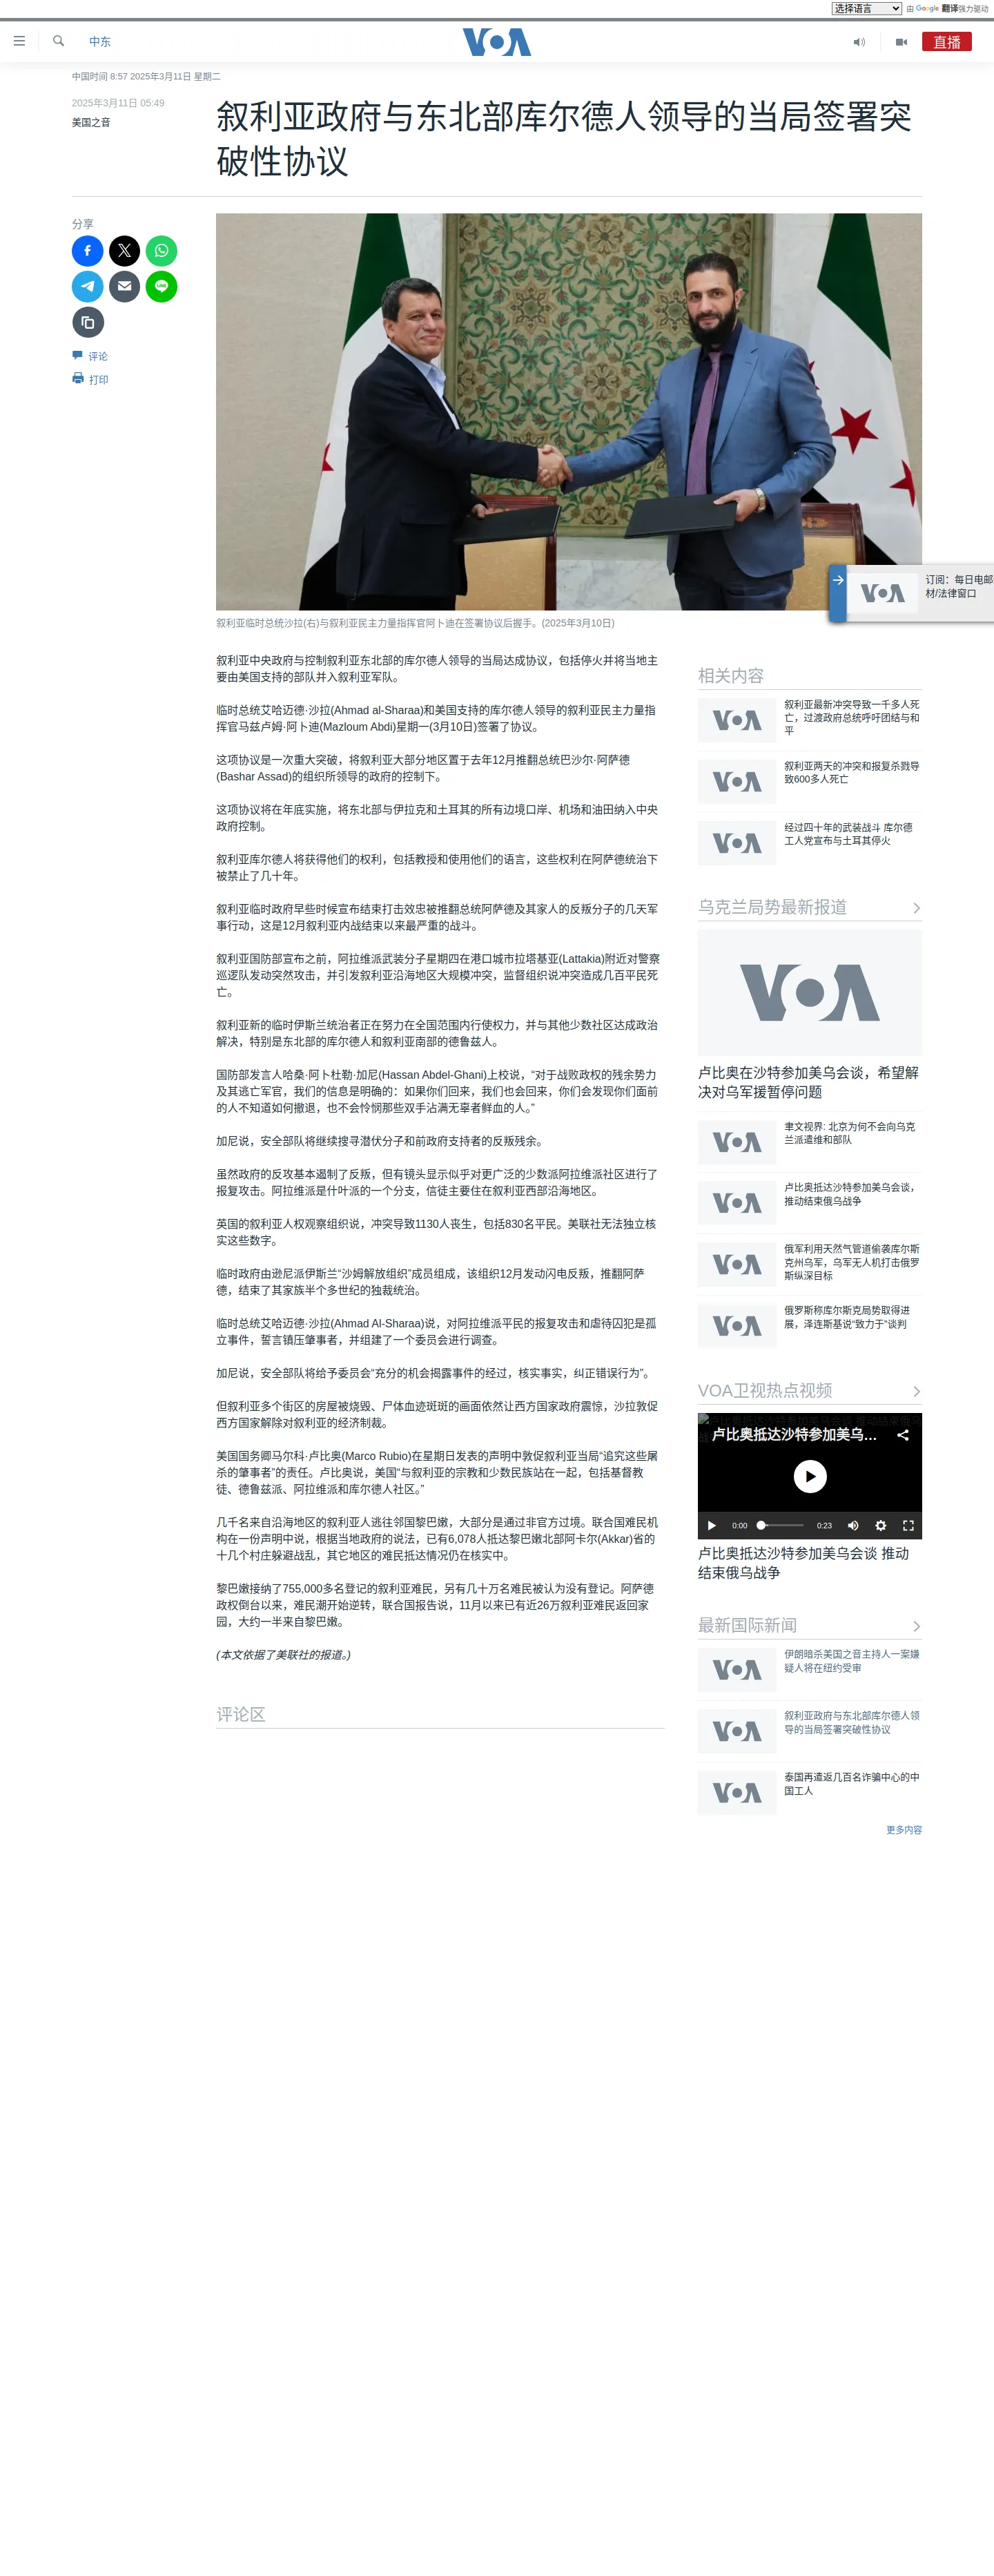 选择语言
由 Google 翻译强力驱动
中东
VOA
直播
中国时间 8:57 2025年3月11日 星期二
2025年3月11日 05:49
美国之音
叙利亚政府与东北部库尔德人领导的当局签署突
破性协议
分享
LINE
评论
打印
订阅：每日电邮
材/法律窗口
VOA
叙利亚临时总统沙拉(右)与叙利亚民主力量指挥官阿卜迪在签署协议后握手。(2025年3月10日)
叙利亚中央政府与控制叙利亚东北部的库尔德人领导的当局达成协议，包括停火并将当地主
要由美国支持的部队并入叙利亚军队。
临时总统艾哈迈德·沙拉(Ahmad al-Sharaa)和美国支持的库尔德人领导的叙利亚民主力量指
挥官马兹卢姆·阿卜迪(Mazloum Abdi)星期一(3月10日)签署了协议。
这项协议是一次重大突破，将叙利亚大部分地区置于去年12月推翻总统巴沙尔·阿萨德
(Bashar Assad)的组织所领导的政府的控制下。
这项协议将在年底实施，将东北部与伊拉克和土耳其的所有边境口岸、机场和油田纳入中央
政府控制。
叙利亚库尔德人将获得他们的权利，包括教授和使用他们的语言，这些权利在阿萨德统治下
被禁止了几十年。
叙利亚临时政府早些时候宣布结束打击效忠被推翻总统阿萨德及其家人的反叛分子的几天军
事行动，这是12月叙利亚内战结束以来最严重的战斗。
叙利亚国防部宣布之前，阿拉维派武装分子星期四在港口城市拉塔基亚(Lattakia)附近对警察
巡逻队发动突然攻击，并引发叙利亚沿海地区大规模冲突，监督组织说冲突造成几百平民死
亡。
叙利亚新的临时伊斯兰统治者正在努力在全国范围内行使权力，并与其他少数社区达成政治
解决，特别是东北部的库尔德人和叙利亚南部的德鲁兹人。
国防部发言人哈桑·阿卜杜勒·加尼(Hassan Abdel-Ghani)上校说，“对于战败政权的残余势力
及其逃亡军官，我们的信息是明确的：如果你们回来，我们也会回来，你们会发现你们面前
的人不知道如何撤退，也不会怜悯那些双手沾满无辜者鲜血的人。”
加尼说，安全部队将继续搜寻潜伏分子和前政府支持者的反叛残余。
虽然政府的反攻基本遏制了反叛，但有镜头显示似乎对更广泛的少数派阿拉维派社区进行了
报复攻击。阿拉维派是什叶派的一个分支，信徒主要住在叙利亚西部沿海地区。
英国的叙利亚人权观察组织说，冲突导致1130人丧生，包括830名平民。美联社无法独立核
实这些数字。
临时政府由逊尼派伊斯兰“沙姆解放组织”成员组成，该组织12月发动闪电反叛，推翻阿萨
德，结束了其家族半个多世纪的独裁统治。
临时总统艾哈迈德·沙拉(Ahmad Al-Sharaa)说，对阿拉维派平民的报复攻击和虐待囚犯是孤
立事件，誓言镇压肇事者，并组建了一个委员会进行调查。
加尼说，安全部队将给予委员会“充分的机会揭露事件的经过，核实事实，纠正错误行为”。
但叙利亚多个街区的房屋被烧毁、尸体血迹斑斑的画面依然让西方国家政府震惊，沙拉敦促
西方国家解除对叙利亚的经济制裁。
美国国务卿马尔科·卢比奥(Marco Rubio)在星期日发表的声明中敦促叙利亚当局“追究这些屠
杀的肇事者”的责任。卢比奥说，美国“与叙利亚的宗教和少数民族站在一起，包括基督教
徒、德鲁兹派、阿拉维派和库尔德人社区。”
几千名来自沿海地区的叙利亚人逃往邻国黎巴嫩，大部分是通过非官方过境。联合国难民机
构在一份声明中说，根据当地政府的说法，已有6,078人抵达黎巴嫩北部阿卡尔(Akkar)省的
十几个村庄躲避战乱，其它地区的难民抵达情况仍在核实中。
黎巴嫩接纳了755,000多名登记的叙利亚难民，另有几十万名难民被认为没有登记。阿萨德
政权倒台以来，难民潮开始逆转，联合国报告说，11月以来已有近26万叙利亚难民返回家
园，大约一半来自黎巴嫩。
(本文依据了美联社的报道。)
评论区
相关内容
VOA
叙利亚最新冲突导致一千多人死
亡，过渡政府总统呼吁团结与和
平
VOA
叙利亚两天的冲突和报复杀戮导
致600多人死亡
VOA
经过四十年的武装战斗 库尔德
工人党宣布与土耳其停火
乌克兰局势最新报道
VOA
卢比奥在沙特参加美乌会谈，希望解
决对乌军援暂停问题
VOA
聿文视界: 北京为何不会向乌克
兰派遣维和部队
VOA
卢比奥抵达沙特参加美乌会谈，
推动结束俄乌战争
VOA
俄军利用天然气管道偷袭库尔斯
克州乌军，乌军无人机打击俄罗
斯纵深目标
VOA
俄罗斯称库尔斯克局势取得进
展，泽连斯基说“致力于“谈判
VOA卫视热点视频
卢比奥抵达沙特参加美乌会谈 推动结束俄乌
卢比奥抵达沙特参加美乌...
0:00
0:23
卢比奥抵达沙特参加美乌会谈 推动
结束俄乌战争
最新国际新闻
VOA
伊朗暗杀美国之音主持人一案嫌
疑人将在纽约受审
VOA
叙利亚政府与东北部库尔德人领
导的当局签署突破性协议
VOA
泰国再遣返几百名诈骗中心的中
国工人
更多内容